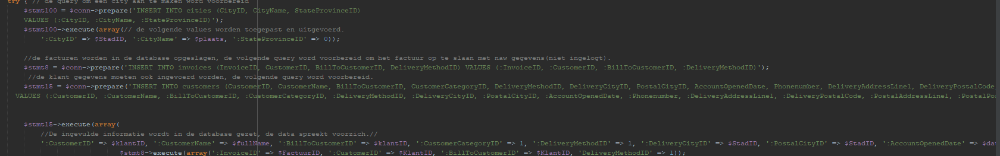 try { // de query om een city aan te maken word voorbereid
$stmt100 = $conn->prepare('INSERT INTO cities (CityID, CityName, StateProvinceID)
VALUES (:CityID, :CityName, :StateProvinceID)');
$stmt100->execute(array(// de volgende values worden toegepast en uitgevoerd.
':CityID' => $StadID, ':CityName' => $plaats, ':StateProvinceID' => 0));
//de facturen worden in de database opgeslagen, de volgende query word voorbereid om het factuur op te slaan met naw gegevens(niet ingelogt).
$stmt8 = $conn->prepare('INSERT INTO invoices (InvoiceID, CustomerID, BillToCustomerID, DeliveryMethodID) VALUES (:InvoiceID, :CustomerID, :BillToCustomerID, :DeliveryMethodID)');
//de klant gegevens moeten ook ingevoerd worden, de volgende query word voorbereid.
$stmt15 = $conn->prepare('INSERT INTO customers (CustomerID, CustomerName, BillToCustomerID, CustomerCategoryID, DeliveryMethodID, DeliveryCityID, PostalCityID, AccountOpenedDate, Phonenumber, DeliveryAddressLine1, DeliveryPostalCode
VALUES (:CustomerID, :CustomerName, :BillToCustomerID, :CustomerCategoryID, :DeliveryMethodID, :DeliveryCityID, :PostalCityID, :AccountOpenedDate, :Phonenumber, :DeliveryAddressLine1, :DeliveryPostalCode, :PostalAddressLine1, :PostalPo
$stmt15->execute(array(
//De ingevulde informatie wordt in de database gezet, de data spreekt voorzich.//
':CustomerID' => $klantID, ':CustomerName' => $fullName, ':BillToCustomerID' => $klantID, ':CustomerCategoryID' => 1, ':DeliveryMethodID' => 1, ':DeliveryCityID' => $StadID, ':PostalCityID' => $StadID, ':AccountOpenedDate' => $da
$stmt8->execute(array(':InvoiceID' => $FactuurID, ':CustomerID' => $KlantID, ':BillToCustomerID' => $KlantID, 'DeliveryMethodID' => 1));